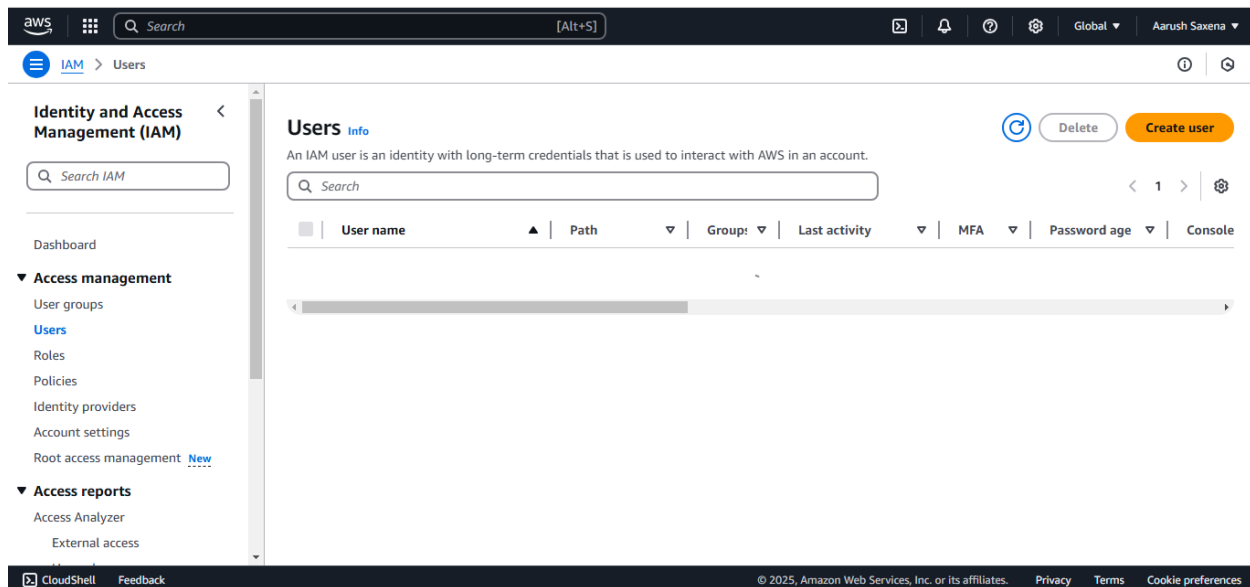 aws Search [Alt+S] Global Aarush Saxena
IAM > Users
Identity and Access
Management (IAM)
Search IAM
Dashboard
Access management
User groups
Users
Roles
Policies
Identity providers
Account settings
Root access management New
Access reports
Access Analyzer
External access
Users Info
Delete
Create user
An IAM user is an identity with long-term credentials that is used to interact with AWS in an account.
Search
1
User name Path Groups Last activity MFA Password age Console
CloudShell Feedback © 2025, Amazon Web Services, Inc. or its affiliates. Privacy Terms Cookie preferences